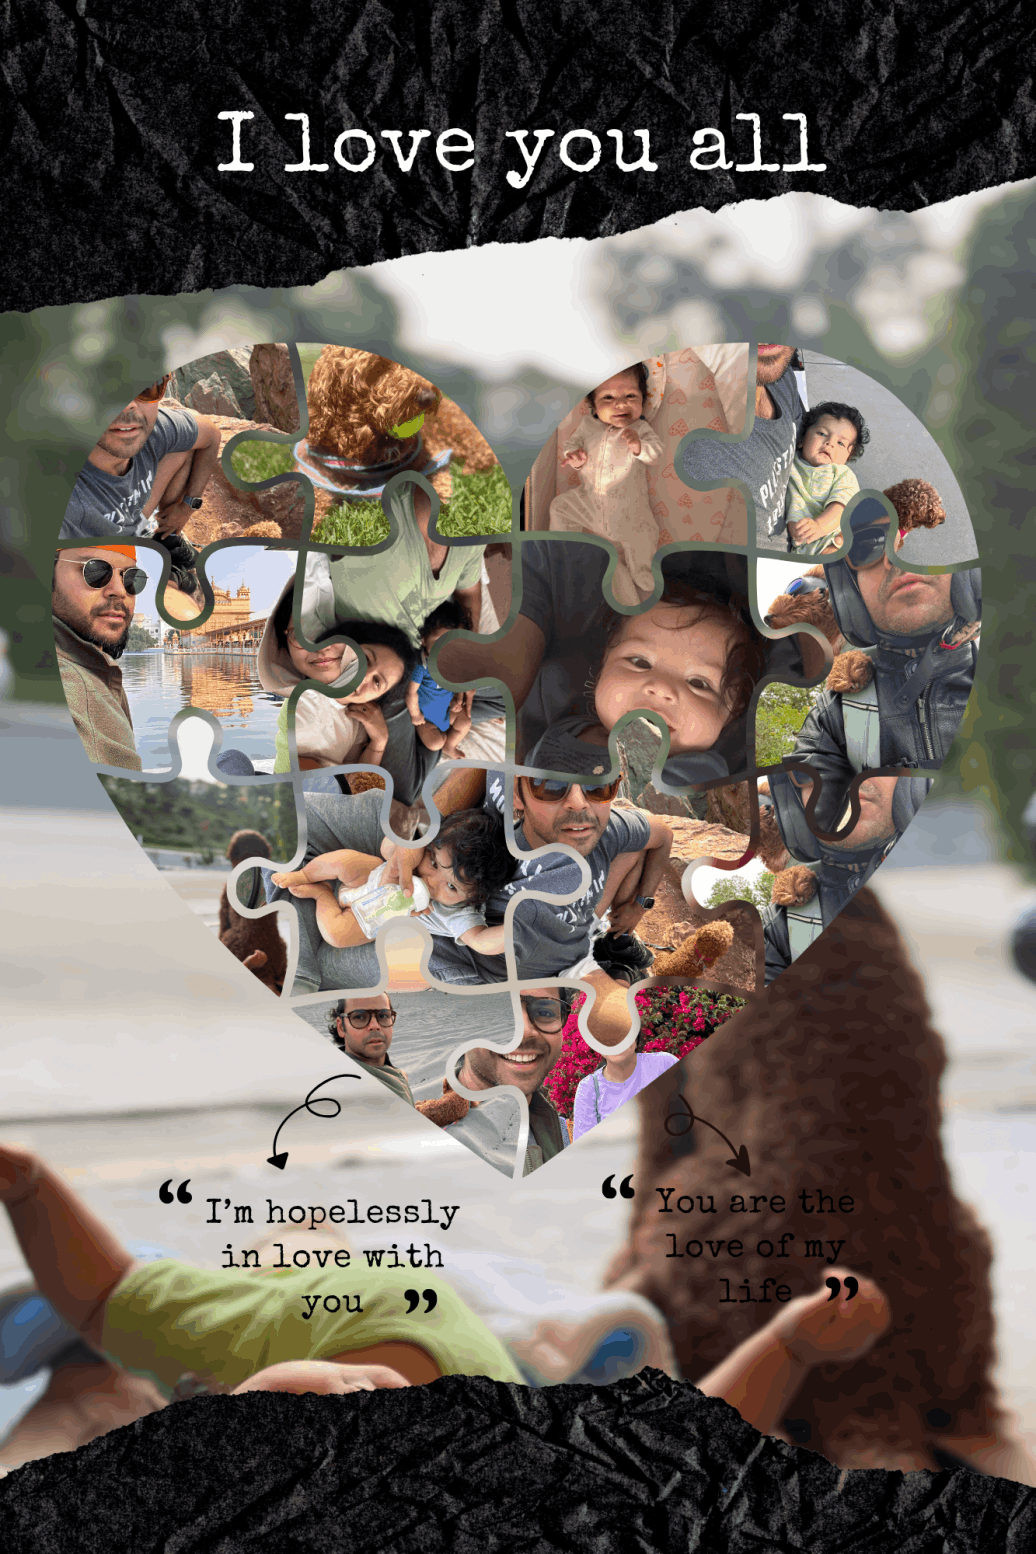 I love you all
“ I’m hopelessly
in love with
you ”
“ You are the
love of my
life ”